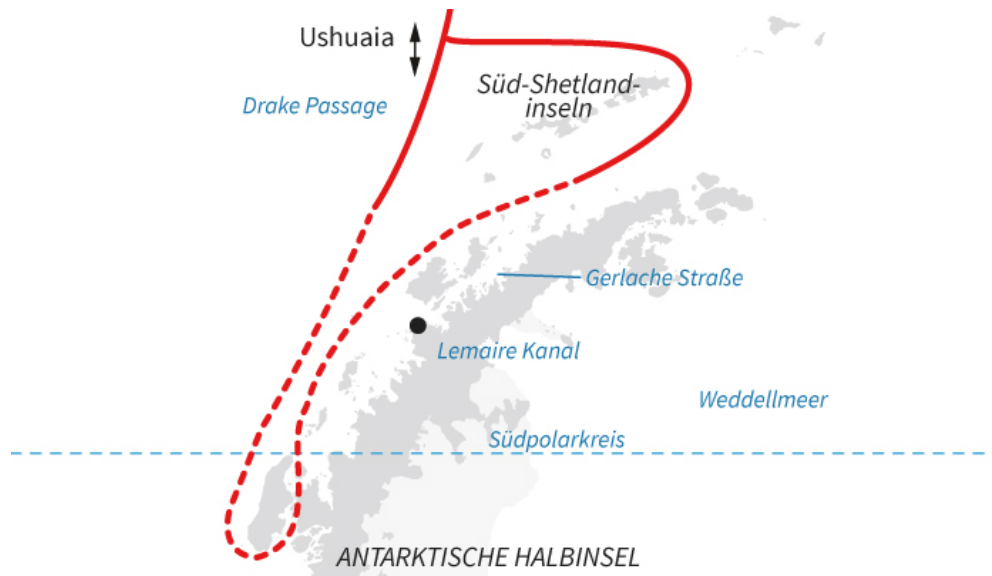 Ushuaia
Drake Passage
Süd-Shetland-
inseln
Gerlache Straße
Lemaire Kanal
Weddellmeer
Südpolarkreis
ANTARKTISCHE HALBINSEL